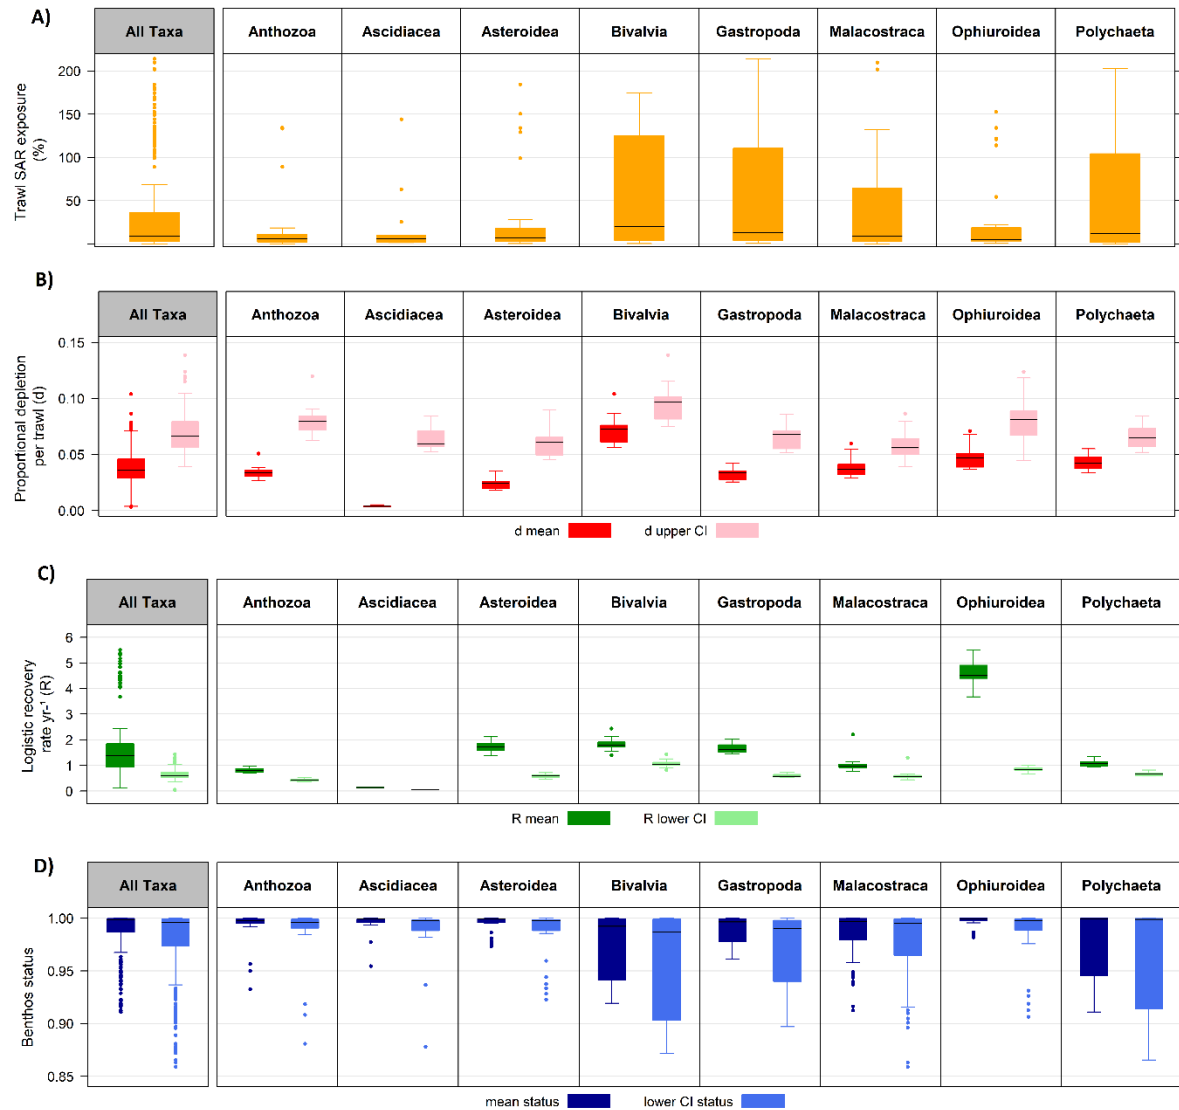 A)
All Taxa Anthozoa Ascidiacea Asteroidea Bivalvia Gastropoda Malacostraca Ophiuroidea Polychaeta
Trawl SAR exposure
(%)
200
150
100
50
B)
All Taxa Anthozoa Ascidiacea Asteroidea Bivalvia Gastropoda Malacostraca Ophiuroidea Polychaeta
Proportional depletion
per trawl (d)
0.15
0.10
0.05
0.00
d mean d upper CI
C)
All Taxa Anthozoa Ascidiacea Asteroidea Bivalvia Gastropoda Malacostraca Ophiuroidea Polychaeta
Logistic recovery
rate yr-¹ (R)
6
5
4
3
2
1
0
R mean R lower CI
D)
All Taxa Anthozoa Ascidiacea Asteroidea Bivalvia Gastropoda Malacostraca Ophiuroidea Polychaeta
Benthos status
1.00
0.95
0.90
0.85
mean status lower CI status